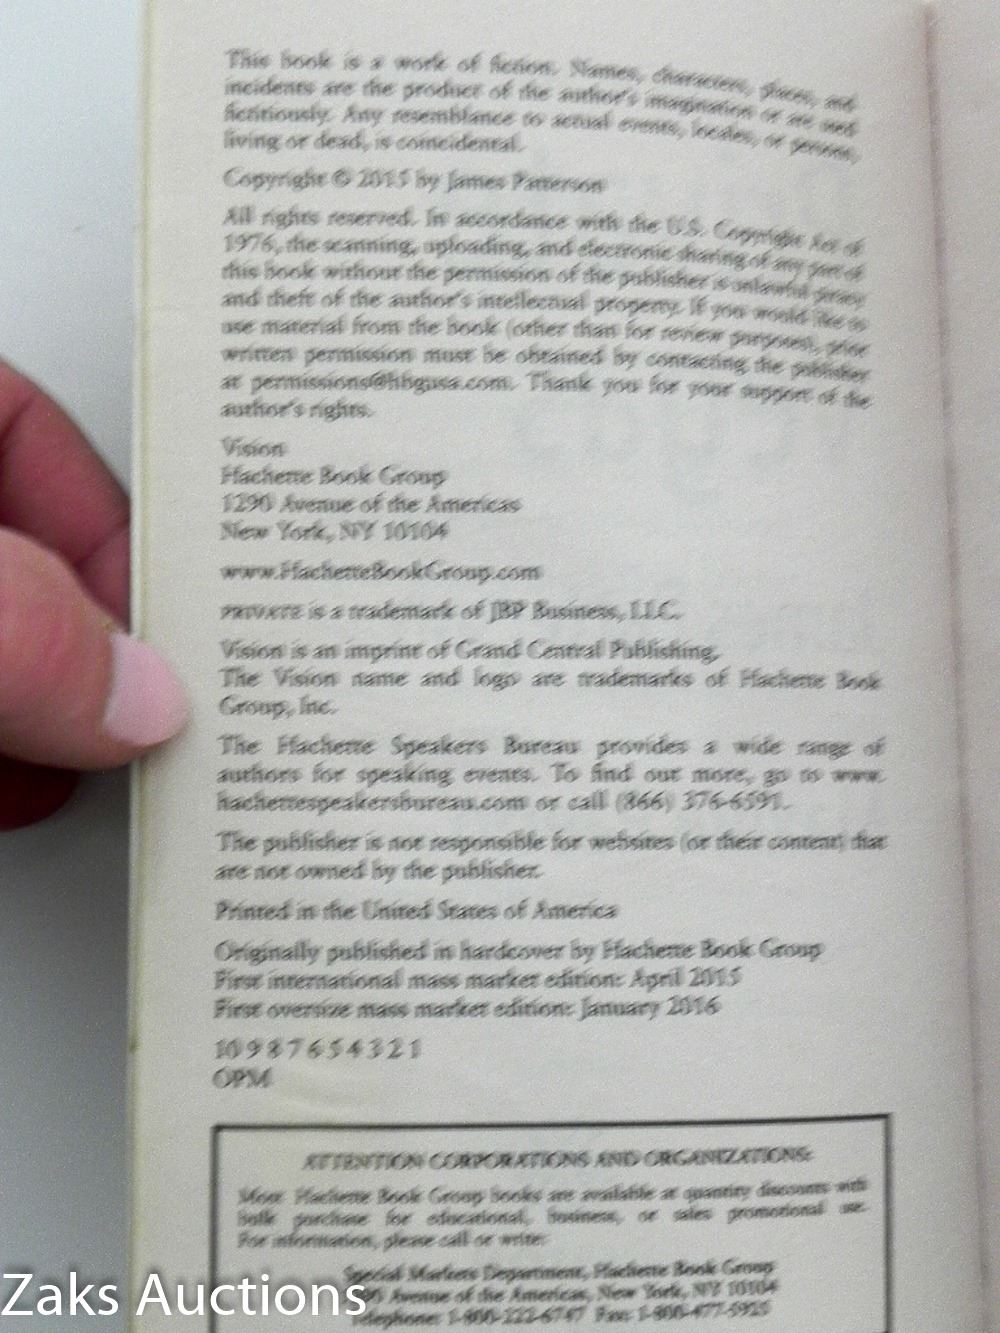 This book is a work of fiction. Names, characters, places, and
incidents are the product of the author's imagination or are used
fictitiously. Any resemblance to actual events, locales, or persons,
living or dead, is coincidental.
Copyright © 2015 by James Patterson
All rights reserved. In accordance with the U.S. Copyright Act of
1976, the scanning, uploading, and electronic sharing of any part of
this book without the permission of the publisher is unlawful piracy
and theft of the author's intellectual property. If you would like to
use material from the book (other than for review purposes), prior
written permission must be obtained by contacting the publisher
at permissions@hbgusa.com. Thank you for your support of the
author's rights.
Vision
Hachette Book Group
1290 Avenue of the Americas
New York, NY 10104
www.HachetteBookGroup.com
PRIVATE is a trademark of JBP Business, LLC.
Vision is an imprint of Grand Central Publishing.
The Vision name and logo are trademarks of Hachette Book
Group, Inc.
The Hachette Speakers Bureau provides a wide range of
authors for speaking events. To find out more, go to www.
hachettespeakersbureau.com or call (866) 376-6591.
The publisher is not responsible for websites (or their content) that
are not owned by the publisher.
Printed in the United States of America
Originally published in hardcover by Hachette Book Group
First international mass market edition: April 2015
First oversize mass market edition: January 2016
10 9 8 7 6 5 4 3 2 1
OPM
ATTENTION CORPORATIONS AND ORGANIZATIONS:
Most Hachette Book Group books are available at quantity discounts with
bulk purchase for educational, business, or sales promotional use.
For information, please call or write:
Special Markets Department, Hachette Book Group
Avenue of the Americas, New York, NY 10104
Telephone: 1-800-222-6747 Fax: 1-800-477-5925
Zaks Auctions